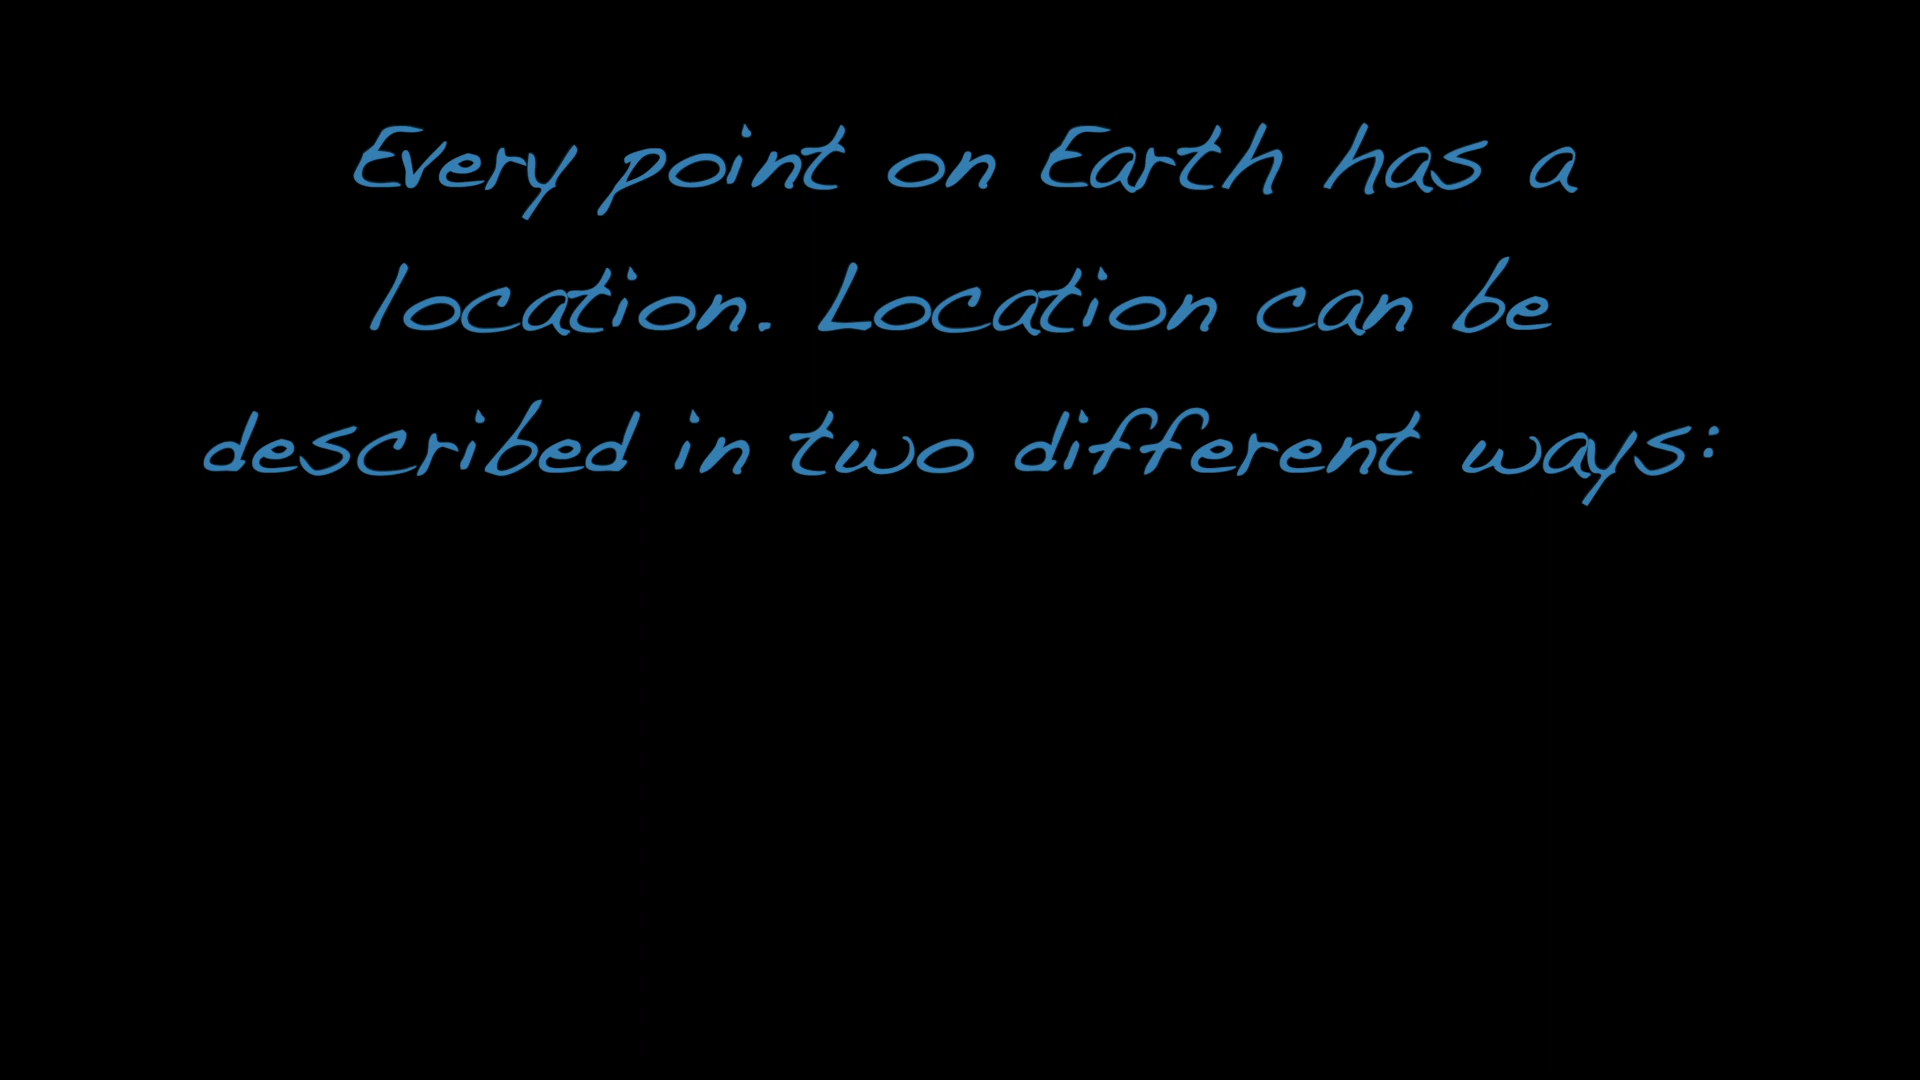 Every point on Earth has a
location. Location can be
described in two different ways: